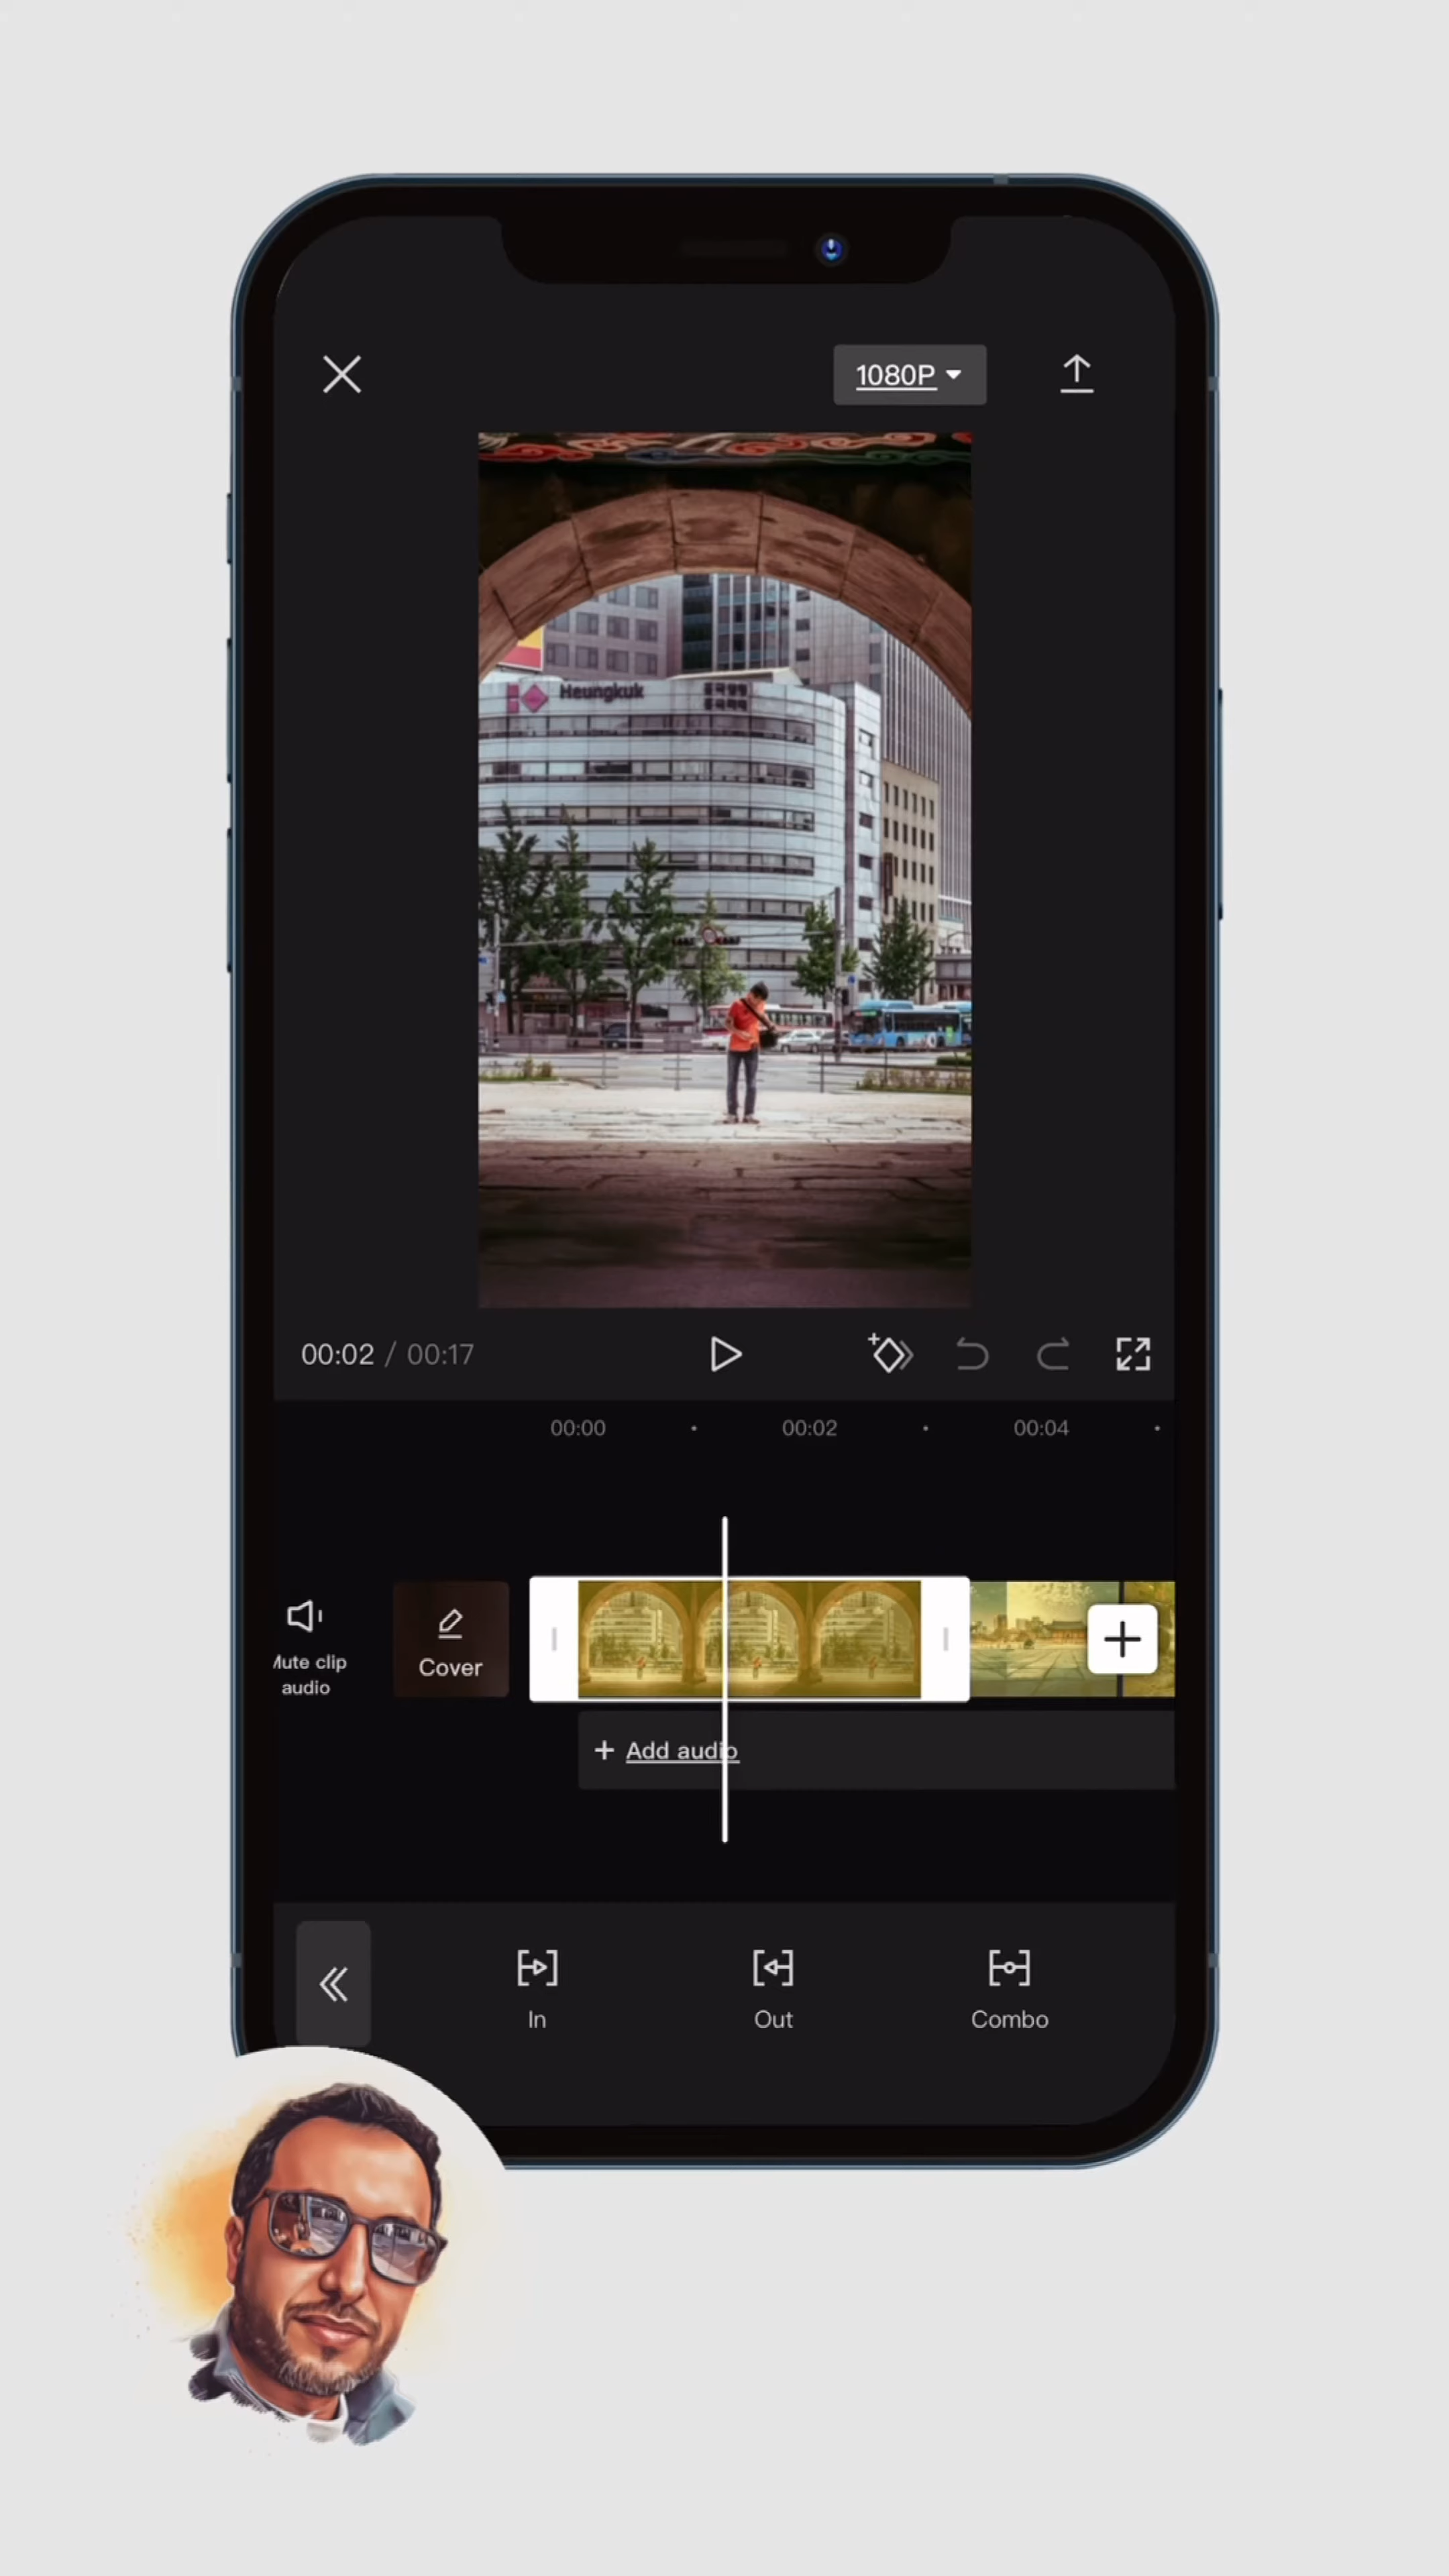 1080P
Heungkuk
00:02 / 00:17
00:00 00:02 00:04
Mute clip
audio
Cover
+ Add audio
In Out Combo